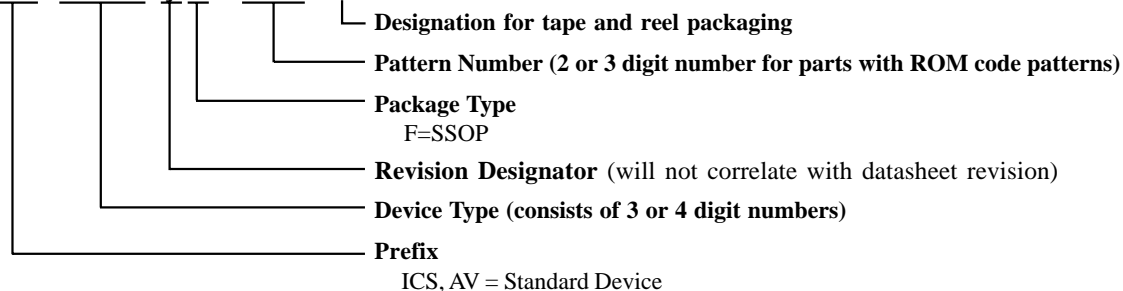 Designation for tape and reel packaging
Pattern Number (2 or 3 digit number for parts with ROM code patterns)
Package Type
F=SSOP
Revision Designator (will not correlate with datasheet revision)
Device Type (consists of 3 or 4 digit numbers)
Prefix
ICS, AV = Standard Device